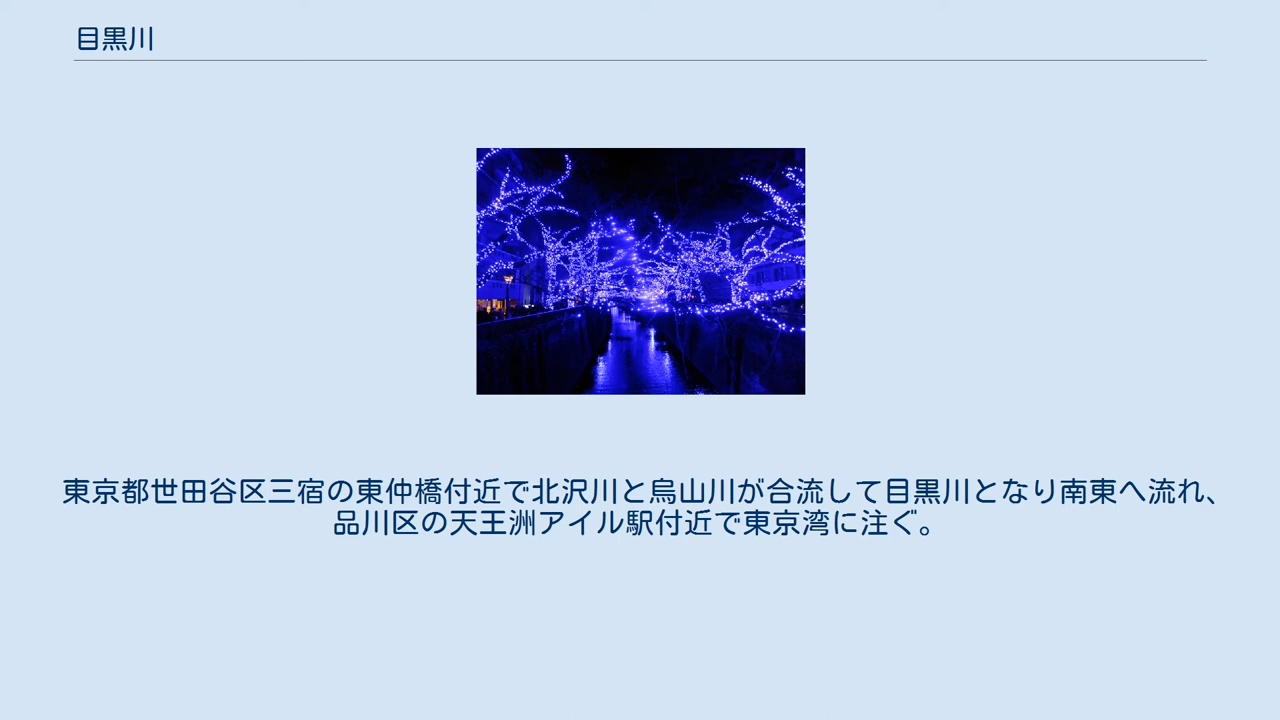 目黒川
東京都世田谷区三宿の東仲橋付近で北沢川と烏山川が合流して目黒川となり南東へ流れ、
品川区の天王洲アイル駅付近で東京湾に注ぐ。